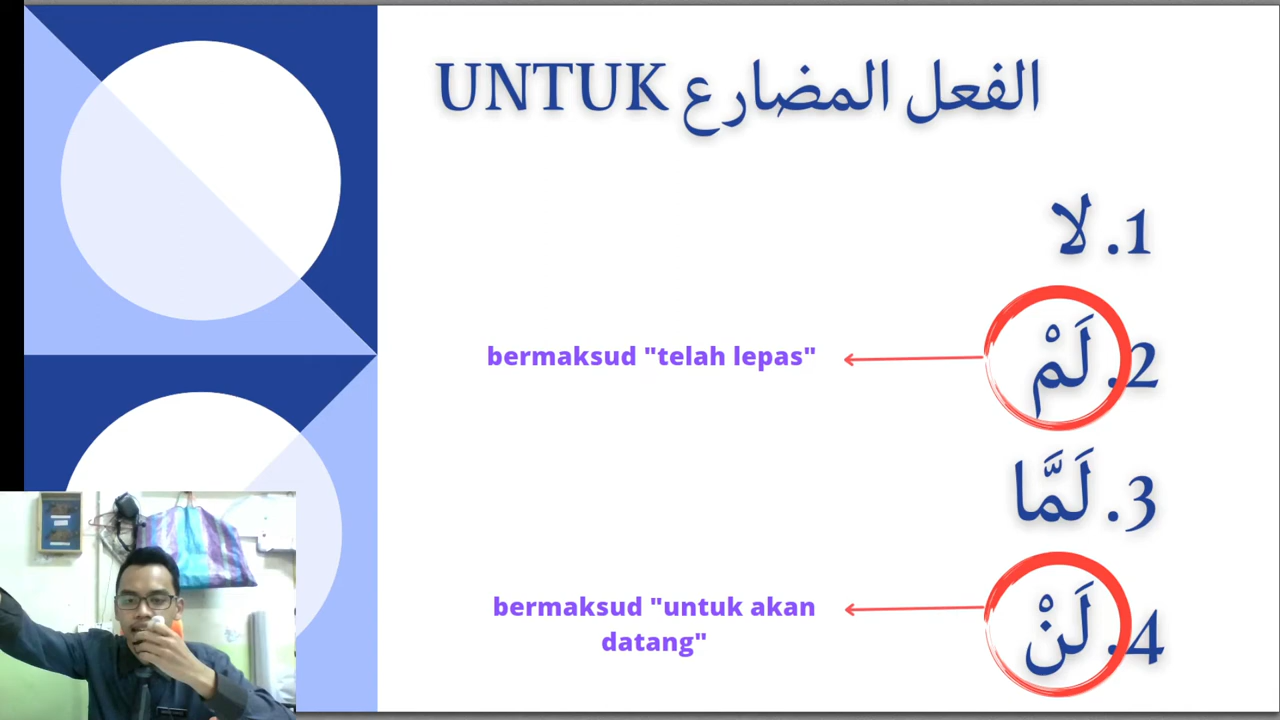 UNTUK الفعل المضارع
1. لا
2. لَمْ
bermaksud "telah lepas"
3. لَمَّا
4. لَنْ
bermaksud "untuk akan
datang"